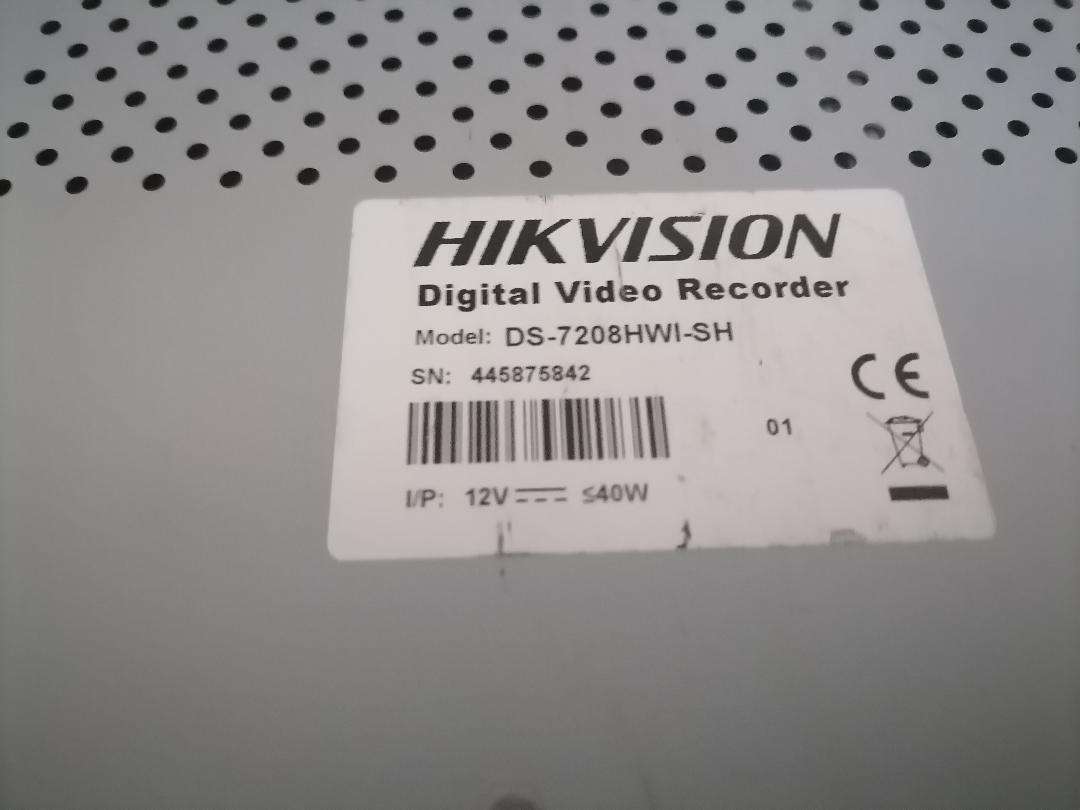 HIKVISION
Digital Video Recorder
Model: DS-7208HWI-SH
SN: 445875842
01
I/P: 12V ⎓ ≤40W
CE